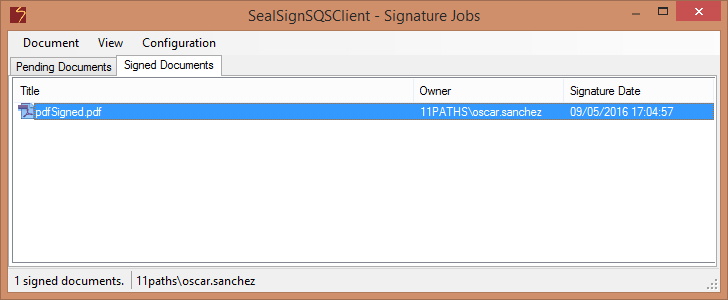 SealSignSQSClient - Signature Jobs
Document View Configuration
Pending Documents Signed Documents
Title Owner Signature Date
pdfSigned.pdf 11PATHS\oscar.sanchez 09/05/2016 17:04:57
1 signed documents. 11paths\oscar.sanchez